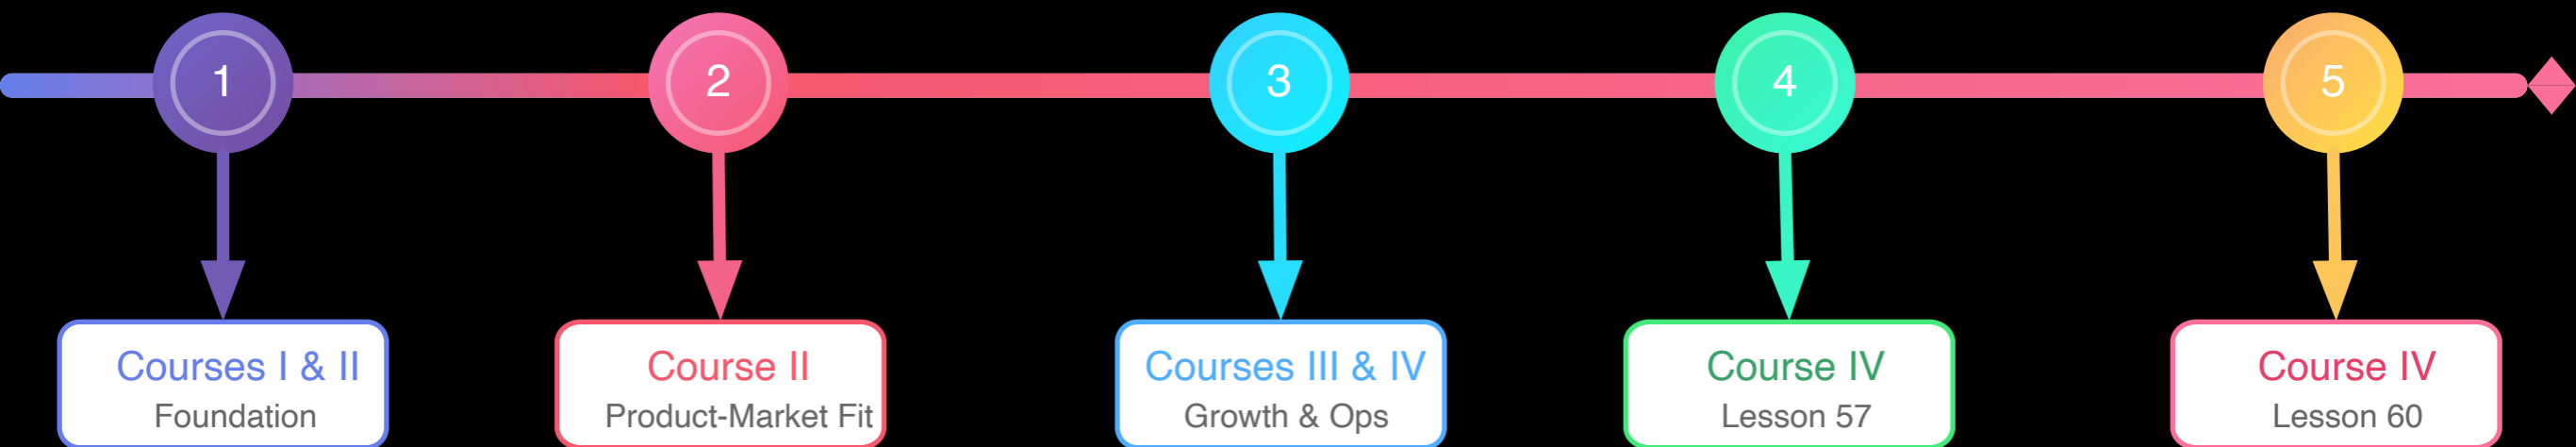 1
2
3
4
5
Courses I & II
Foundation
Course II
Product-Market Fit
Courses III & IV
Growth & Ops
Course IV
Lesson 57
Course IV
Lesson 60